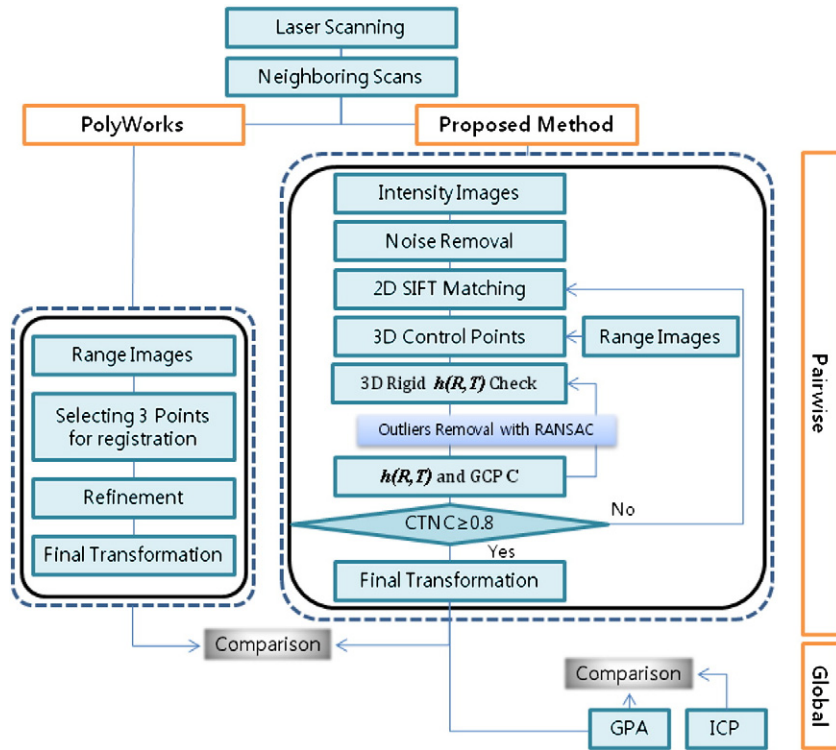 Laser Scanning
Neighboring Scans
PolyWorks
Proposed Method
Intensity Images
Noise Removal
2D SIFT Matching
3D Control Points
Range Images
3D Rigid h(R,T) Check
Outliers Removal with RANSAC
h(R,T) and GCP C
CTNC≥0.8
No
Yes
Final Transformation
Range Images
Selecting 3 Points
for registration
Refinement
Final Transformation
Comparison
Pairwise
Comparison
GPA
ICP
Global